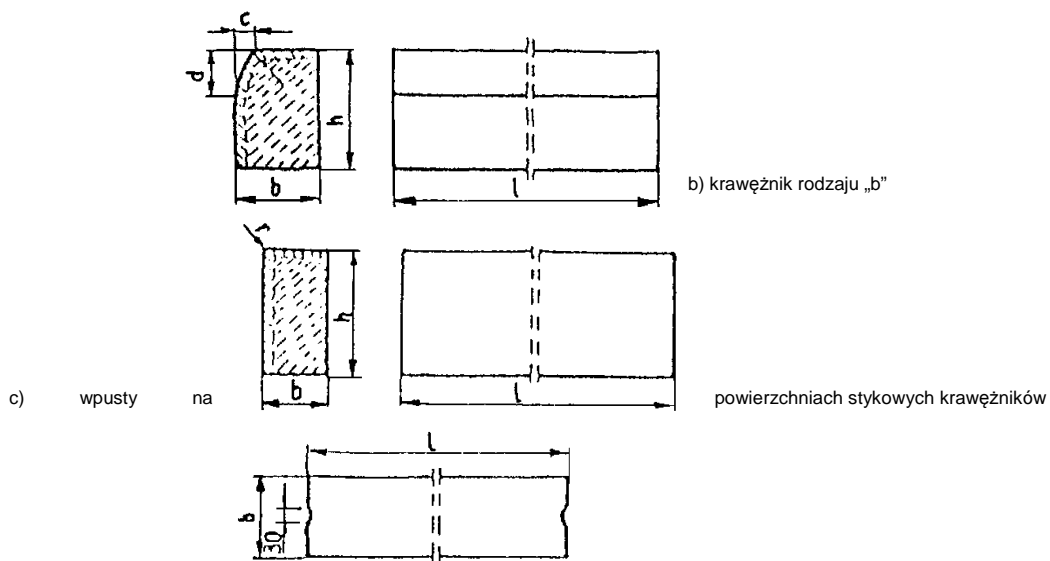 c
d
h
b
l
b) krawężnik rodzaju „b”
r
h
b
l
c) wpusty na powierzchniach stykowych krawężników
l
b
30